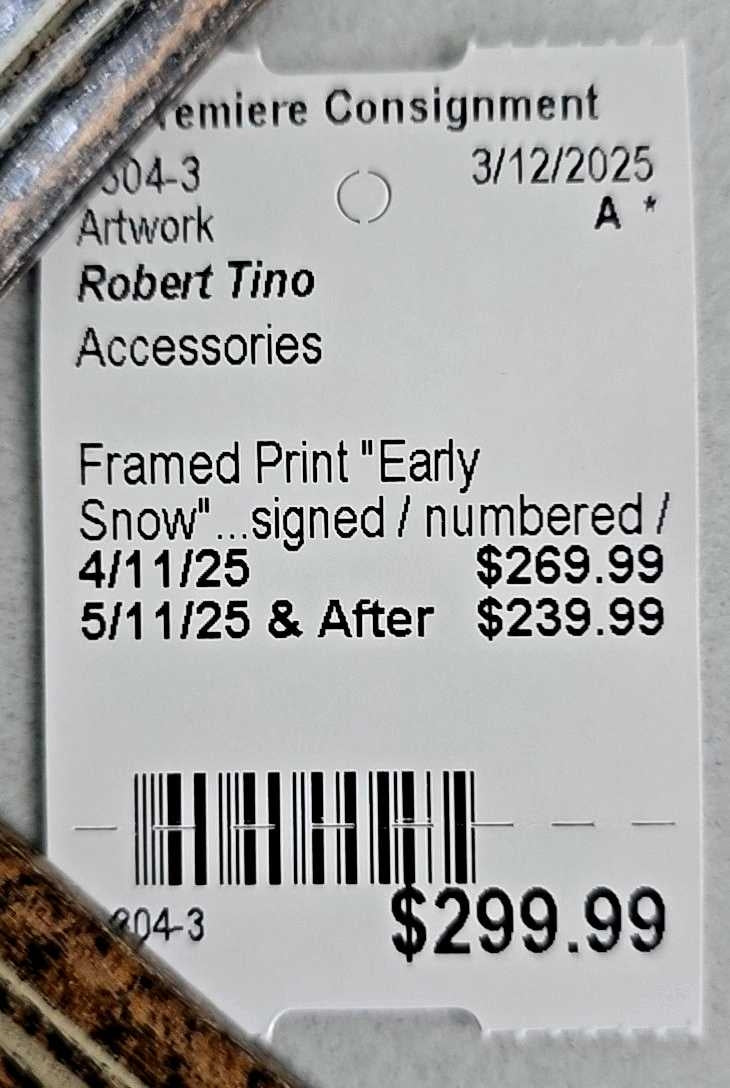 Consignment
3/12/2025
Artwork
A *
Robert Tino
Accessories
Framed Print "Early
Snow"...signed / numbered /
4/11/25 $269.99
5/11/25 & After $239.99
$299.99